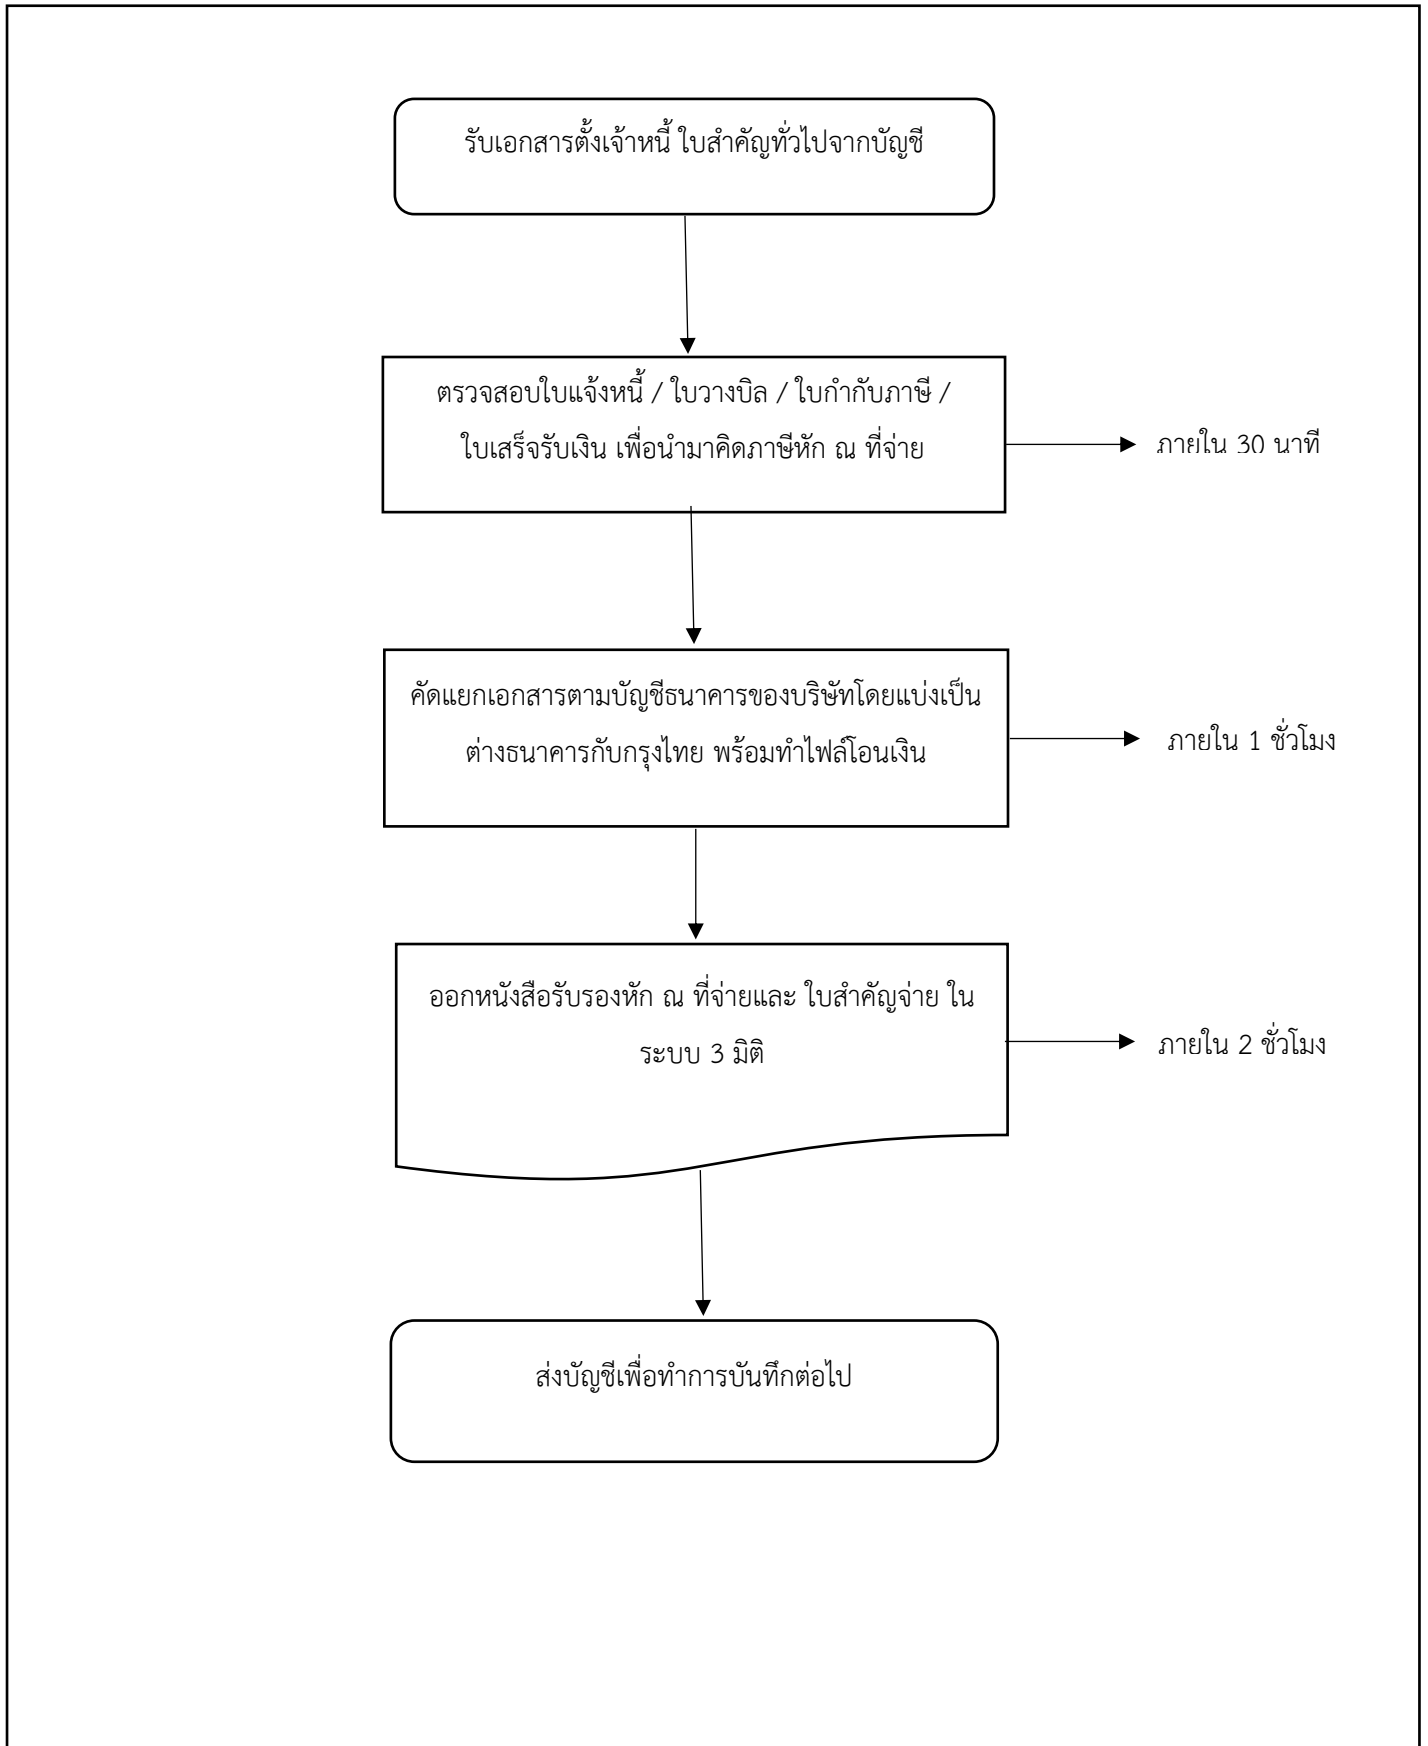 รับเอกสารตั้งเจ้าหนี้ ใบสำคัญทั่วไปจากบัญชี
ตรวจสอบใบแจ้งหนี้ / ใบวางบิล / ใบกำกับภาษี /
ใบเสร็จรับเงิน เพื่อนำมาคิดภาษีหัก ณ ที่จ่าย
ภายใน 30 นาที
คัดแยกเอกสารตามบัญชีธนาคารของบริษัทโดยแบ่งเป็น
ต่างธนาคารกับกรุงไทย พร้อมทำไฟล์โอนเงิน
ภายใน 1 ชั่วโมง
ออกหนังสือรับรองหัก ณ ที่จ่ายและ ใบสำคัญจ่าย ใน
ระบบ 3 มิติ
ภายใน 2 ชั่วโมง
ส่งบัญชีเพื่อทำการบันทึกต่อไป